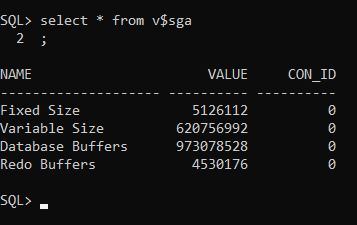 SQL> select * from v$sga
  2  ;

NAME                      VALUE     CON_ID
-------------------- ---------- ----------
Fixed Size              5126112          0
Variable Size         620756992          0
Database Buffers      973078528          0
Redo Buffers            4530176          0

SQL>